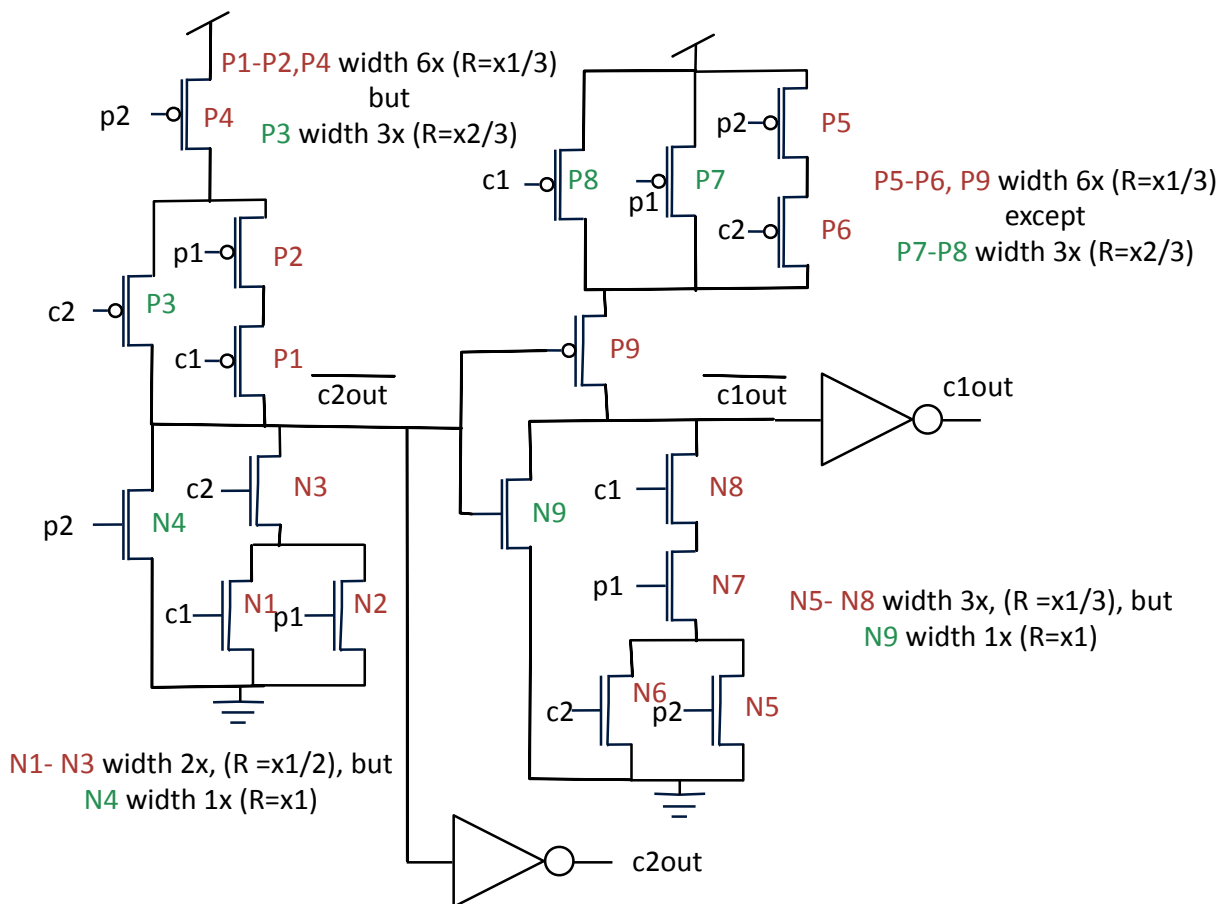 P1-P2,P4 width 6x (R=x1/3)
but
P3 width 3x (R=x2/3)
p2
P4
p1
P2
c2
P3
c1
P1
c2out
p2
N4
c2
N3
c1
N1
p1
N2
N1- N3 width 2x, (R =x1/2), but
N4 width 1x (R=x1)
c2out
c1
P8
p1
P7
p2
P5
c2
P6
P5-P6, P9 width 6x (R=x1/3)
except
P7-P8 width 3x (R=x2/3)
P9
c1out
c1out
N9
c1
N8
p1
N7
c2
N6
p2
N5
N5- N8 width 3x, (R =x1/3), but
N9 width 1x (R=x1)